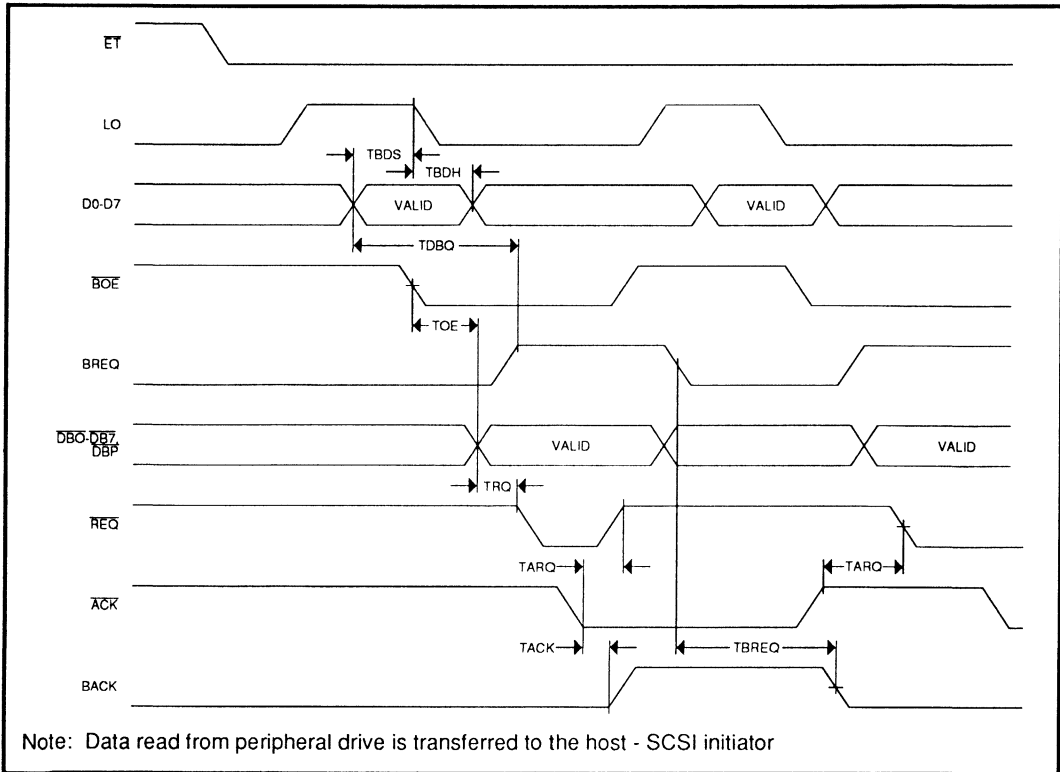 ET
LO
TBDS
TBDH
D0-D7
VALID
VALID
TDBQ
BOE
TOE
BREQ
DBO-DB7,
DBP
VALID
VALID
TRQ
REQ
TARQ
TARQ
ACK
TACK
TBREQ
BACK
Note: Data read from peripheral drive is transferred to the host - SCSI initiator